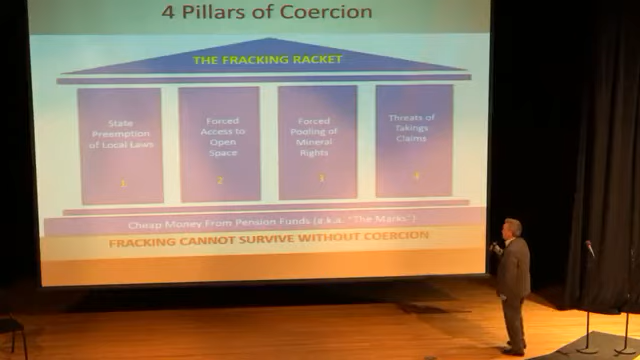 4 Pillars of Coercion
THE FRACKING RACKET
State
Preemption
of Local Laws
1
Forced
Access to
Open
Space
2
Forced
Pooling of
Mineral
Rights
3
Threats of
Takings
Claims
4
Cheap Money From Pension Funds (a.k.a. "The Marks")
FRACKING CANNOT SURVIVE WITHOUT COERCION